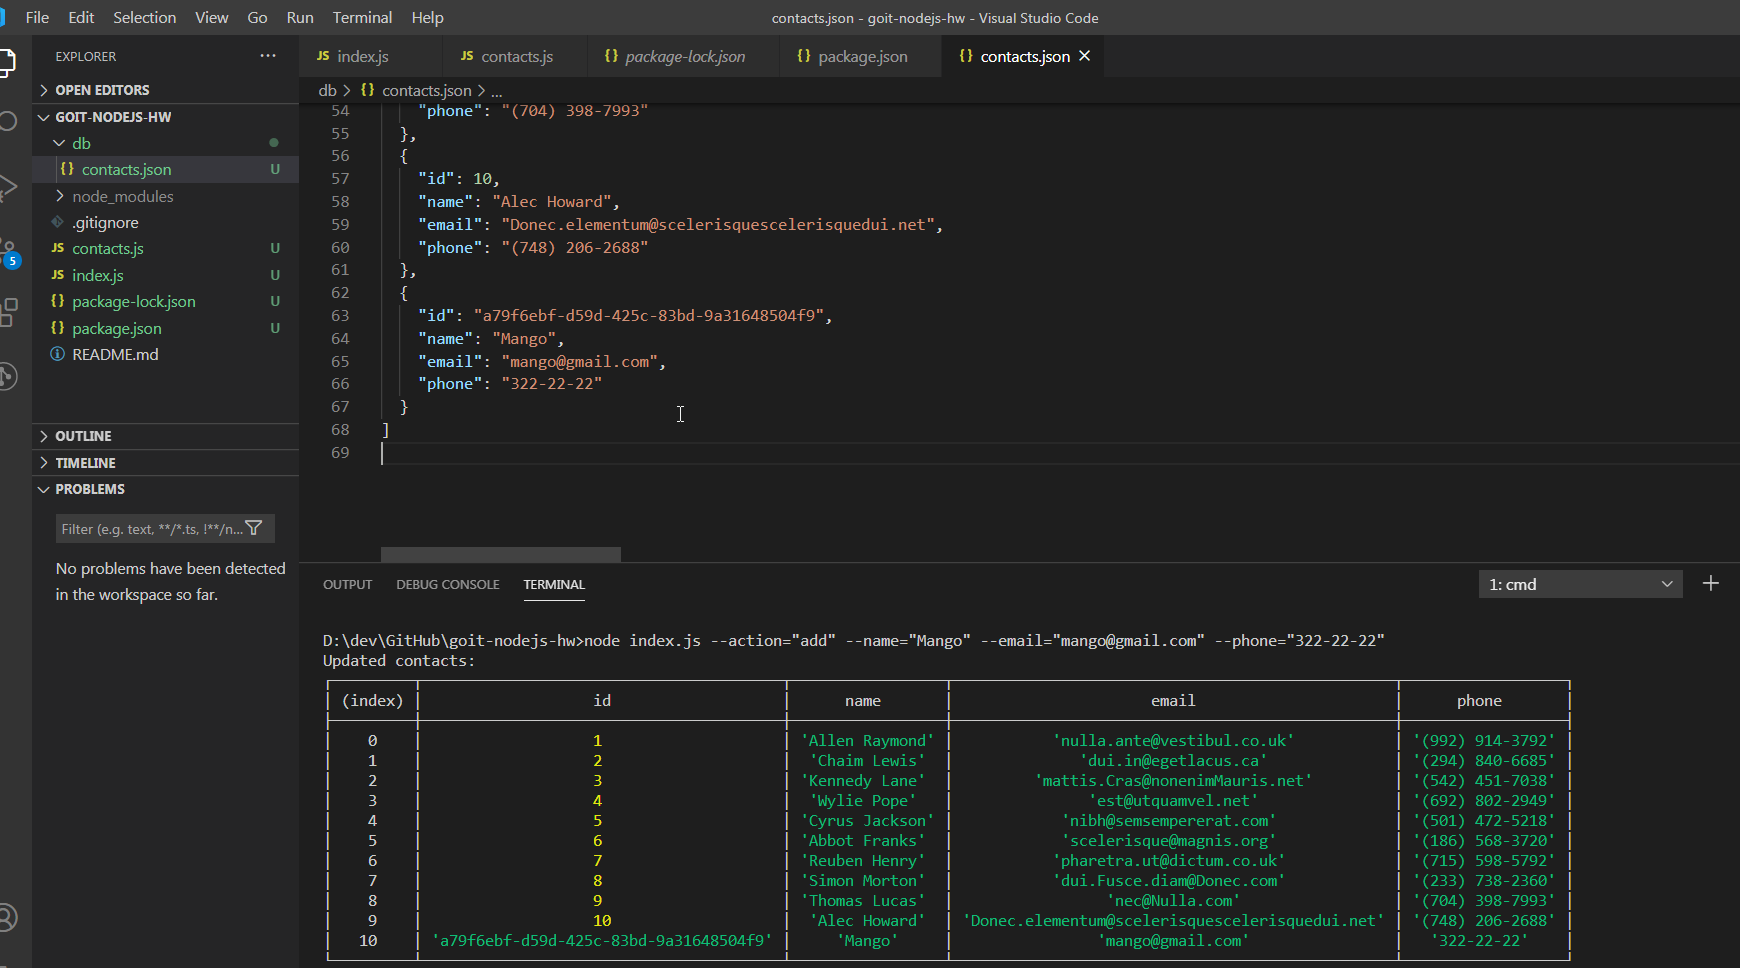 File Edit Selection View Go Run Terminal Help
contacts.json - goit-nodejs-hw - Visual Studio Code
EXPLORER ···
OPEN EDITORS
GOIT-NODEJS-HW
db
{} contacts.json U
node_modules
.gitignore
JS contacts.js U
JS index.js U
{} package-lock.json U
{} package.json U
README.md
5
OUTLINE
TIMELINE
PROBLEMS
Filter (e.g. text, **/*.ts, !**/n...
No problems have been detected
in the workspace so far.
JS index.js JS contacts.js {} package-lock.json {} package.json {} contacts.json
db > {} contacts.json > ...
54 "phone": "(704) 398-7993"
55 },
56 {
57 "id": 10,
58 "name": "Alec Howard",
59 "email": "Donec.elementum@scelerisquescelerisquedui.net",
60 "phone": "(748) 206-2688"
61 },
62 {
63 "id": "a79f6ebf-d59d-425c-83bd-9a31648504f9",
64 "name": "Mango",
65 "email": "mango@gmail.com",
66 "phone": "322-22-22"
67 }
68 ]
69
OUTPUT DEBUG CONSOLE TERMINAL 1: cmd
D:\dev\GitHub\goit-nodejs-hw>node index.js --action="add" --name="Mango" --email="mango@gmail.com" --phone="322-22-22"
Updated contacts:
(index) id name email phone
0 1 'Allen Raymond' 'nulla.ante@vestibul.co.uk' '(992) 914-3792'
1 2 'Chaim Lewis' 'dui.in@egetlacus.ca' '(294) 840-6685'
2 3 'Kennedy Lane' 'mattis.Cras@nonenimMauris.net' '(542) 451-7038'
3 4 'Wylie Pope' 'est@utquamvel.net' '(692) 802-2949'
4 5 'Cyrus Jackson' 'nibh@semsempererat.com' '(501) 472-5218'
5 6 'Abbot Franks' 'scelerisque@magnis.org' '(186) 568-3720'
6 7 'Reuben Henry' 'pharetra.ut@dictum.co.uk' '(715) 598-5792'
7 8 'Simon Morton' 'dui.Fusce.diam@Donec.com' '(233) 738-2360'
8 9 'Thomas Lucas' 'nec@Nulla.com' '(704) 398-7993'
9 10 'Alec Howard' 'Donec.elementum@scelerisquescelerisquedui.net' '(748) 206-2688'
10 'a79f6ebf-d59d-425c-83bd-9a31648504f9' 'Mango' 'mango@gmail.com' '322-22-22'